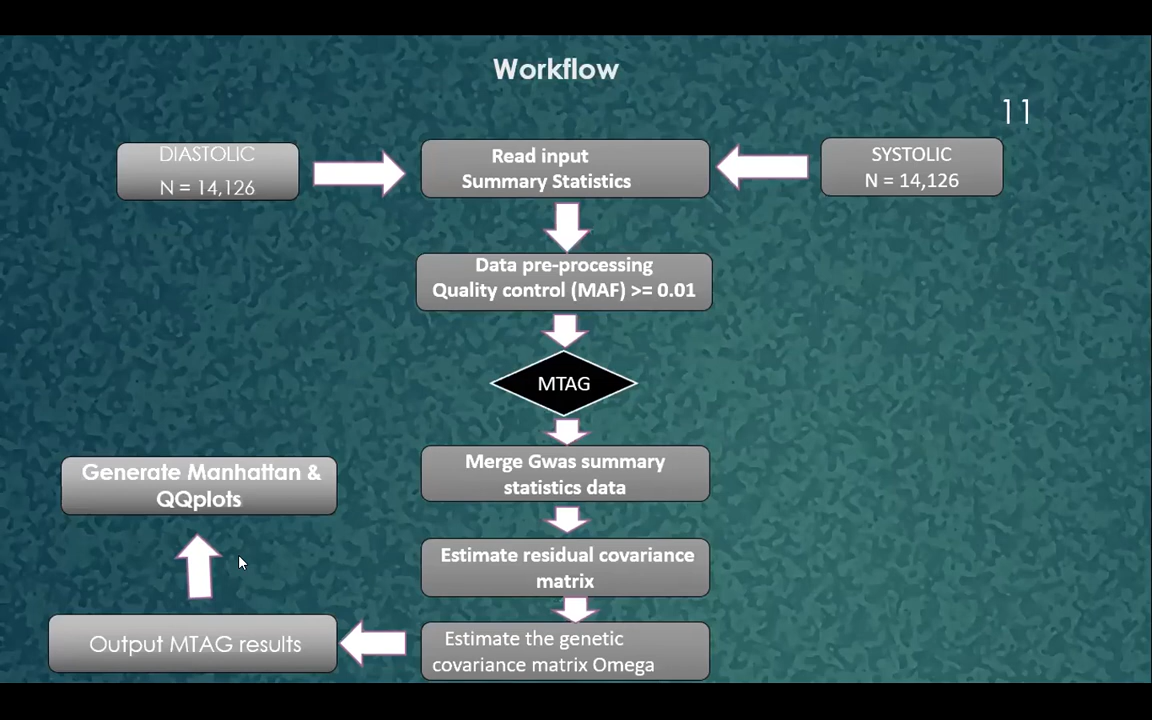 Workflow
11
DIASTOLIC
N = 14,126
Read input
Summary Statistics
SYSTOLIC
N = 14,126
Data pre-processing
Quality control (MAF) >= 0.01
MTAG
Merge Gwas summary
statistics data
Estimate residual covariance
matrix
Estimate the genetic
covariance matrix Omega
Output MTAG results
Generate Manhattan &
QQplots